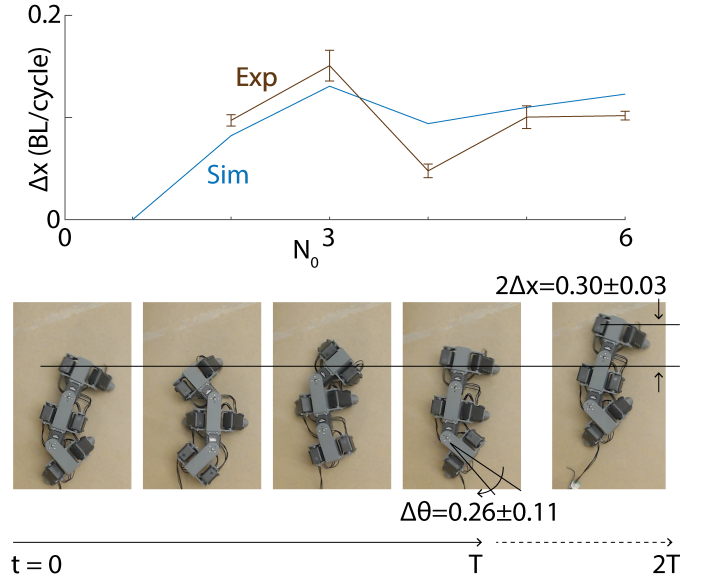 0.2
Δx (BL/cycle)
Exp
Sim
0
0
3
6
N₀
2Δx=0.30±0.03
Δθ=0.26±0.11
t = 0
T
2T